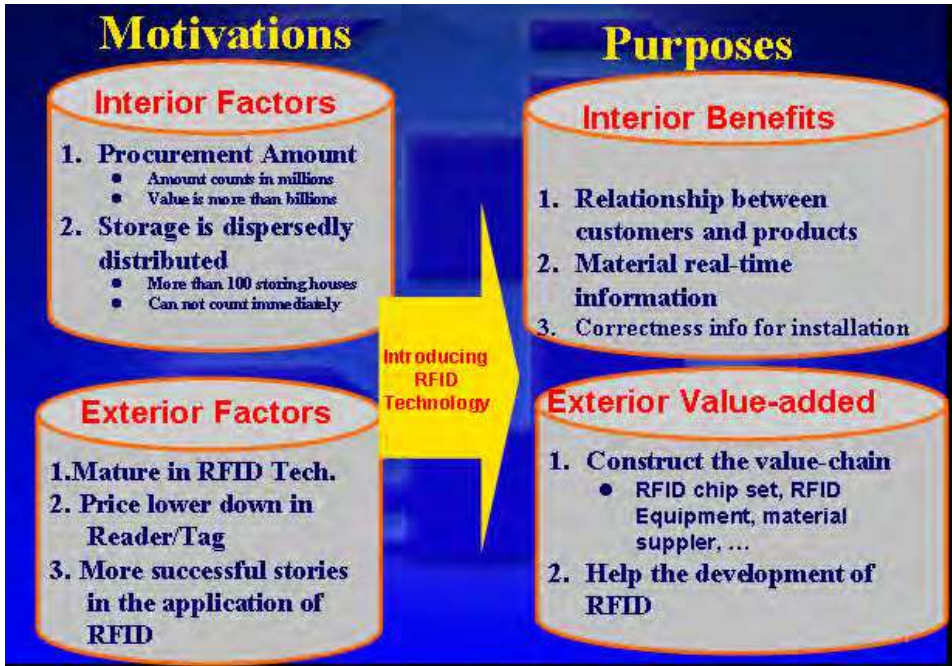 Motivations
Interior Factors
1. Procurement Amount
● Amount counts in millions
● Value is more than billions
2. Storage is dispersedly
distributed
● More than 100 storing houses
● Can not count immediately
Exterior Factors
1.Mature in RFID Tech.
2. Price lower down in
Reader/Tag
3. More successful stories
in the application of
RFID
Introducing
RFID
Technology
Purposes
Interior Benefits
1. Relationship between
customers and products
2. Material real-time
information
3. Correctness info for installation
Exterior Value-added
1. Construct the value-chain
● RFID chip set, RFID
Equipment, material
suppler, ...
2. Help the development of
RFID